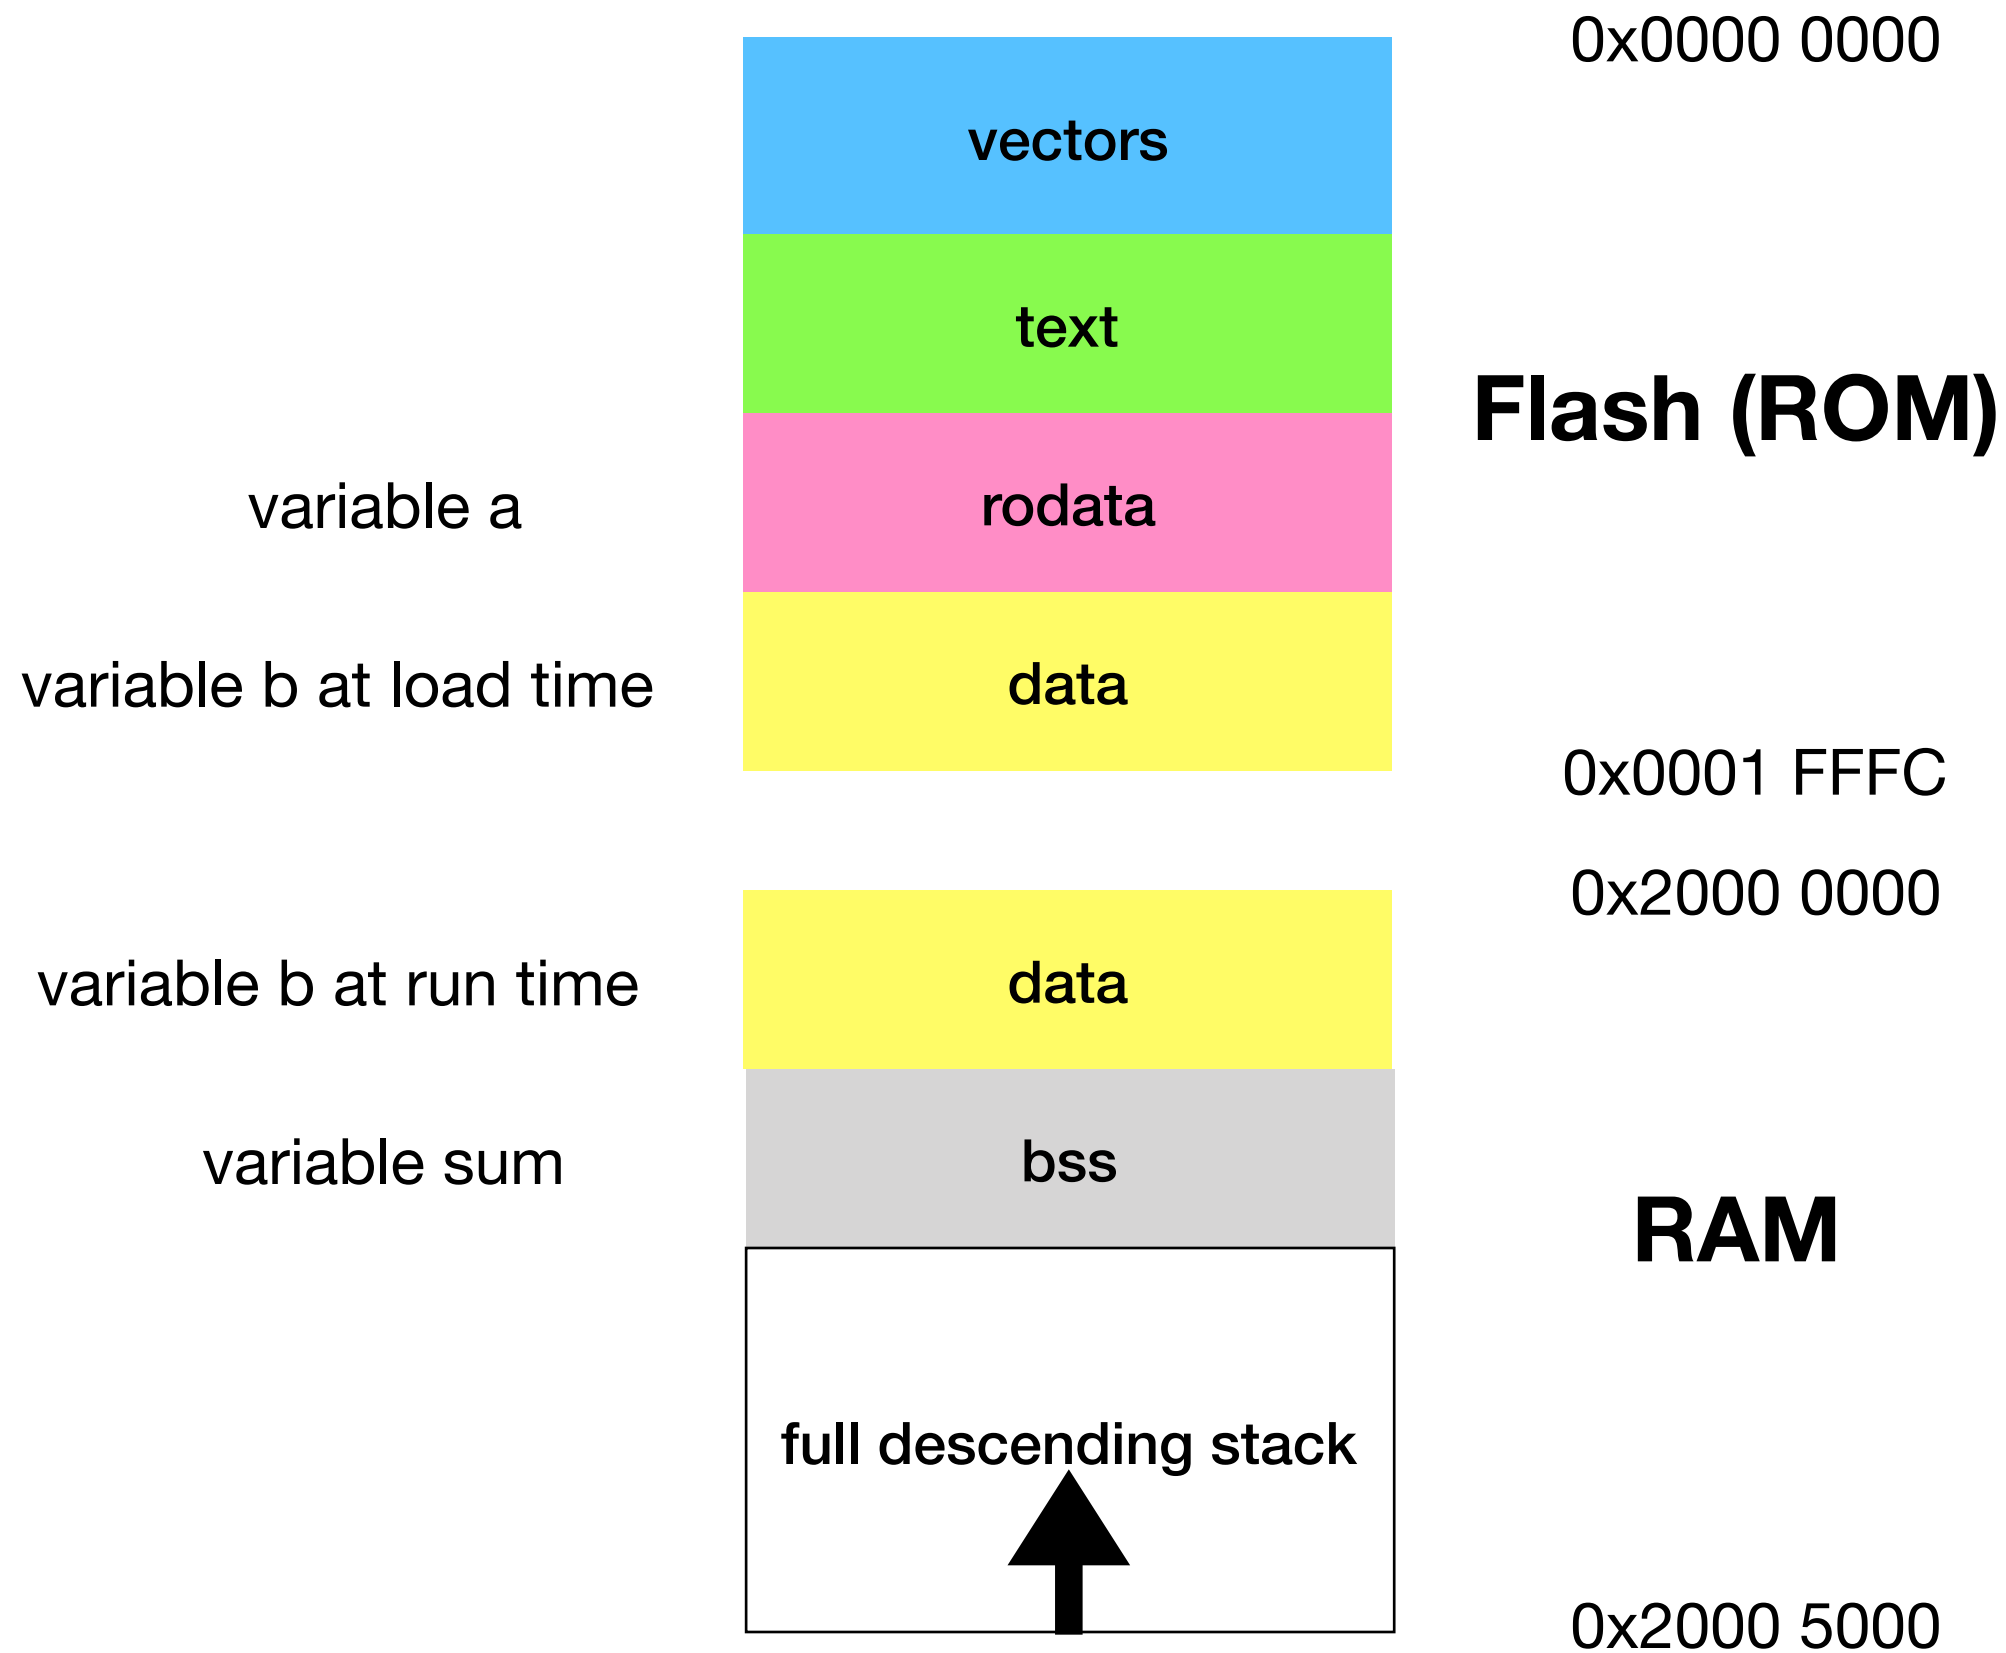 0x0000 0000
vectors
text
Flash (ROM)
variable a
rodata
variable b at load time
data
0x0001 FFFC
0x2000 0000
variable b at run time
data
variable sum
bss
RAM
full descending stack
0x2000 5000